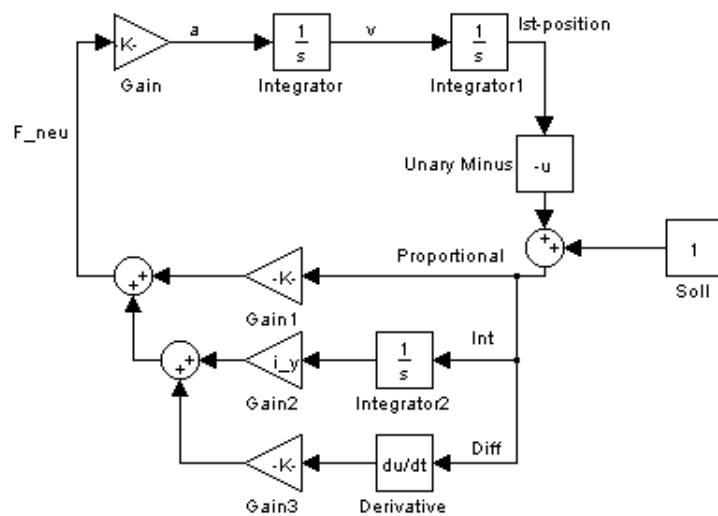 a
v
Ist-position
-K-
1
s
1
s
Gain
Integrator
Integrator1
F_neu
Unary Minus
-u
+
+
Proportional
1
Soll
+
+
-K-
Gain1
Int
+
+
i_y
1
s
Gain2
Integrator2
Diff
-K-
du/dt
Gain3
Derivative